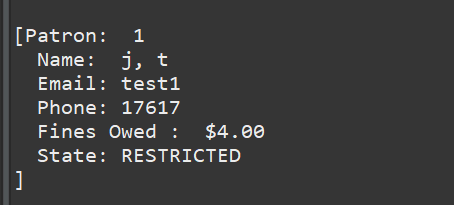 [Patron:  1
  Name:  j, t
  Email: test1
  Phone: 17617
  Fines Owed :  $4.00
  State: RESTRICTED
]